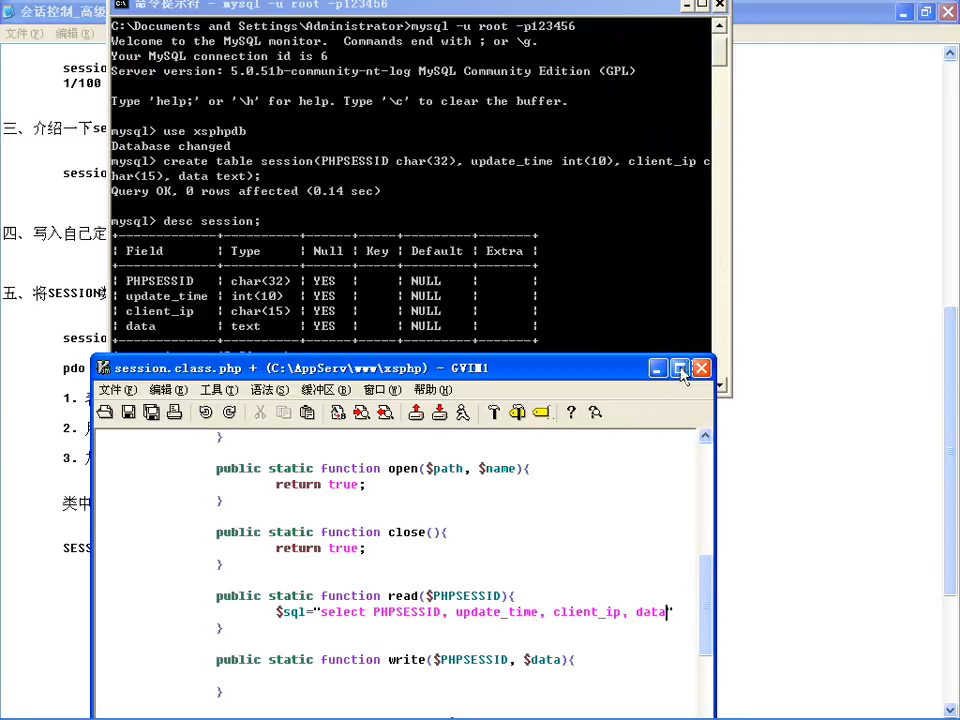 会话控制_高级
命令提示符 - mysql -u root -p123456
文件(F) 编辑(E)
C:\Documents and Settings\Administrator>mysql -u root -p123456
Welcome to the MySQL monitor.  Commands end with ; or \g.
Your MySQL connection id is 6
Server version: 5.0.51b-community-nt-log MySQL Community Edition (GPL)
Type 'help;' or '\h' for help. Type '\c' to clear the buffer.
mysql> use xsphpdb
Database changed
mysql> create table session(PHPSESSID char(32), update_time int(10), client_ip c
har(15), data text);
Query OK, 0 rows affected (0.14 sec)
mysql> desc session;
+-------------+----------+------+-----+---------+-------+
| Field       | Type     | Null | Key | Default | Extra |
+-------------+----------+------+-----+---------+-------+
| PHPSESSID   | char(32) | YES  |     | NULL    |       |
| update_time | int(10)  | YES  |     | NULL    |       |
| client_ip   | char(15) | YES  |     | NULL    |       |
| data        | text     | YES  |     | NULL    |       |
+-------------+----------+------+-----+---------+-------+
sessio
1/100
三、介绍一下se
sessio
四、写入自己定
五、将SESSION
sessio
pdo
1.
2.
3.
类中
SESS
session.class.php + (C:\AppServ\www\xsphp) - GVIM1
文件(F) 编辑(E) 工具(T) 语法(S) 缓冲区(B) 窗口(W) 帮助(H)
}
public static function open($path, $name){
return true;
}
public static function close(){
return true;
}
public static function read($PHPSESSID){
$sql="select PHPSESSID, update_time, client_ip, data"
}
public static function write($PHPSESSID, $data){
}